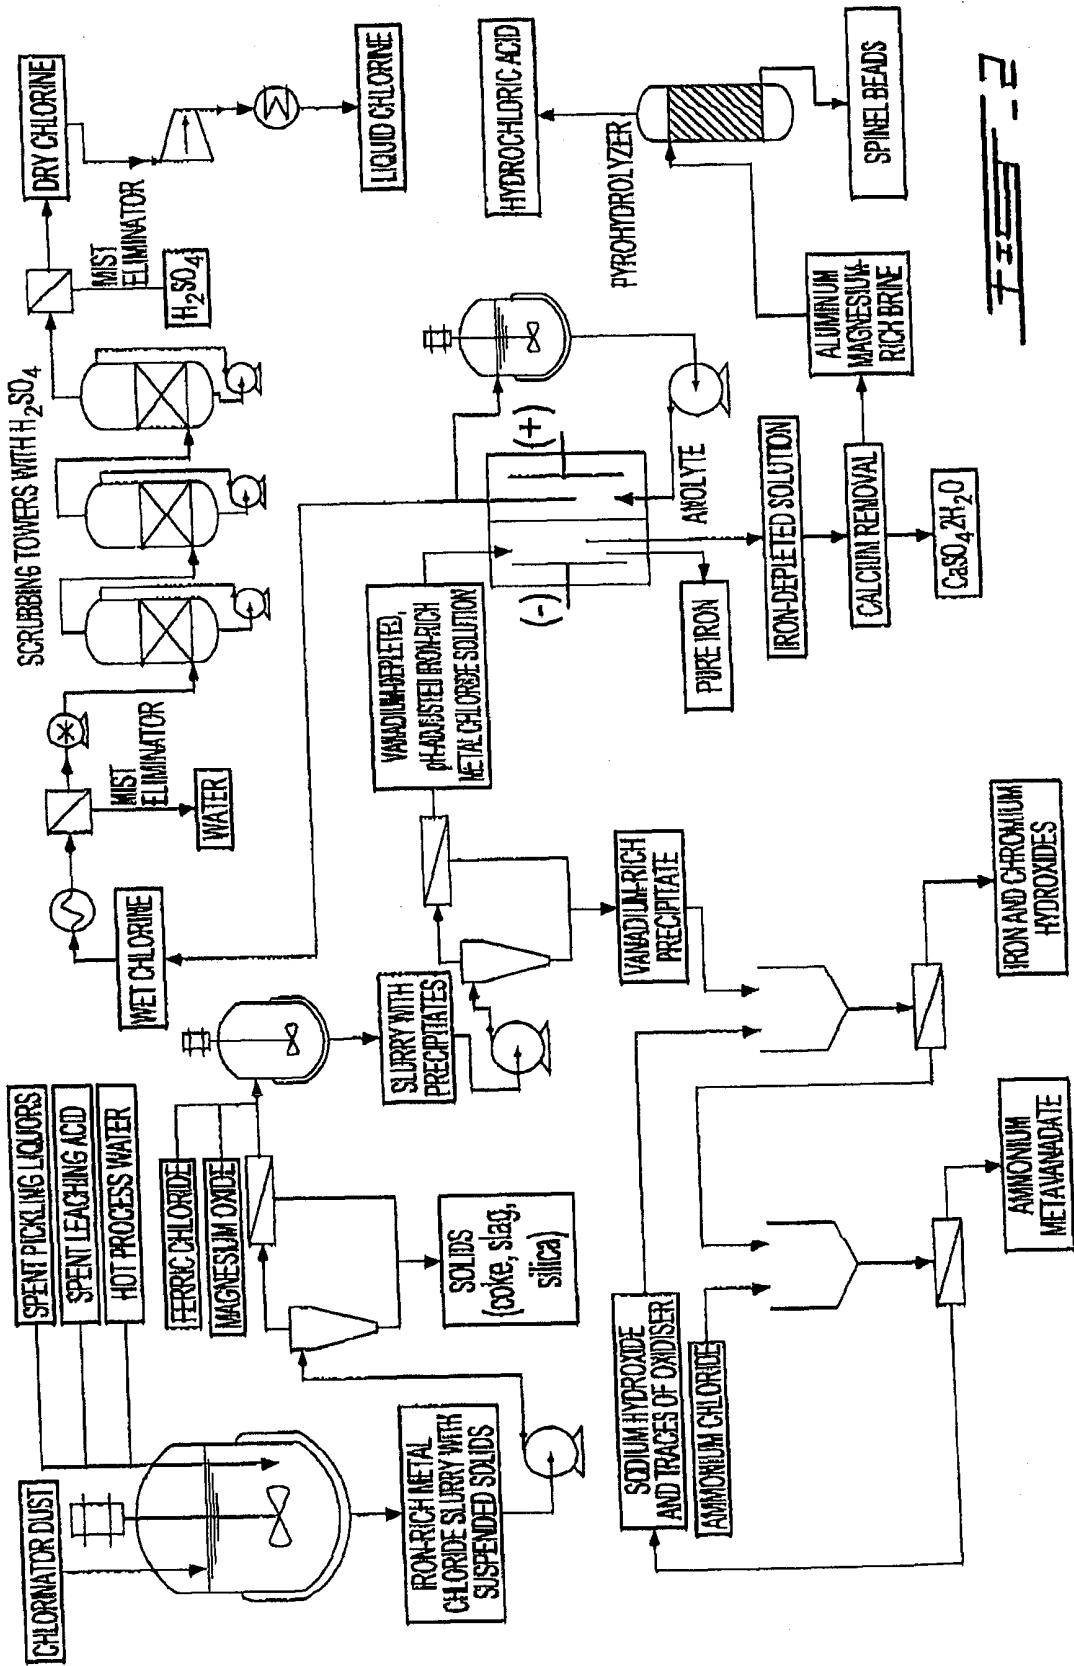 CHLORINATOR DUST
SPENT PICKLING LIQUORS
SPENT LEACHING ACID
HOT PROCESS WATER
IRON-RICH METAL
CHLORIDE SLURRY WITH
SUSPENDED SOLIDS
FERRIC CHLORIDE
MAGNESIUM OXIDE
SOLIDS
(coke, slag,
silica)
SLURRY WITH
PRECIPITATES
WET CHLORINE
MIST
ELIMINATOR
WATER
SCRUBBING TOWERS WITH H2SO4
MIST
ELIMINATOR
H2SO4
DRY CHLORINE
LIQUID CHLORINE
VANADIUM-DEPLETED,
pH-ADJUSTED IRON-RICH
METAL CHLORIDE SOLUTION
(-)
(+)
ANOLYTE
PURE IRON
IRON-DEPLETED SOLUTION
CALCIUM REMOVAL
CaSO42H2O
ALUMINUM
MAGNESIUM-
RICH BRINE
PYROHYDROLYZER
HYDROCHLORIC ACID
SPINEL BEADS
VANADIUM-RICH
PRECIPITATE
SODIUM HYDROXIDE
AND TRACES OF OXIDISER
AMMONIUM CHLORIDE
IRON AND CHROMIUM
HYDROXIDES
AMMONIUM
METAVANADATE
FIG - 2